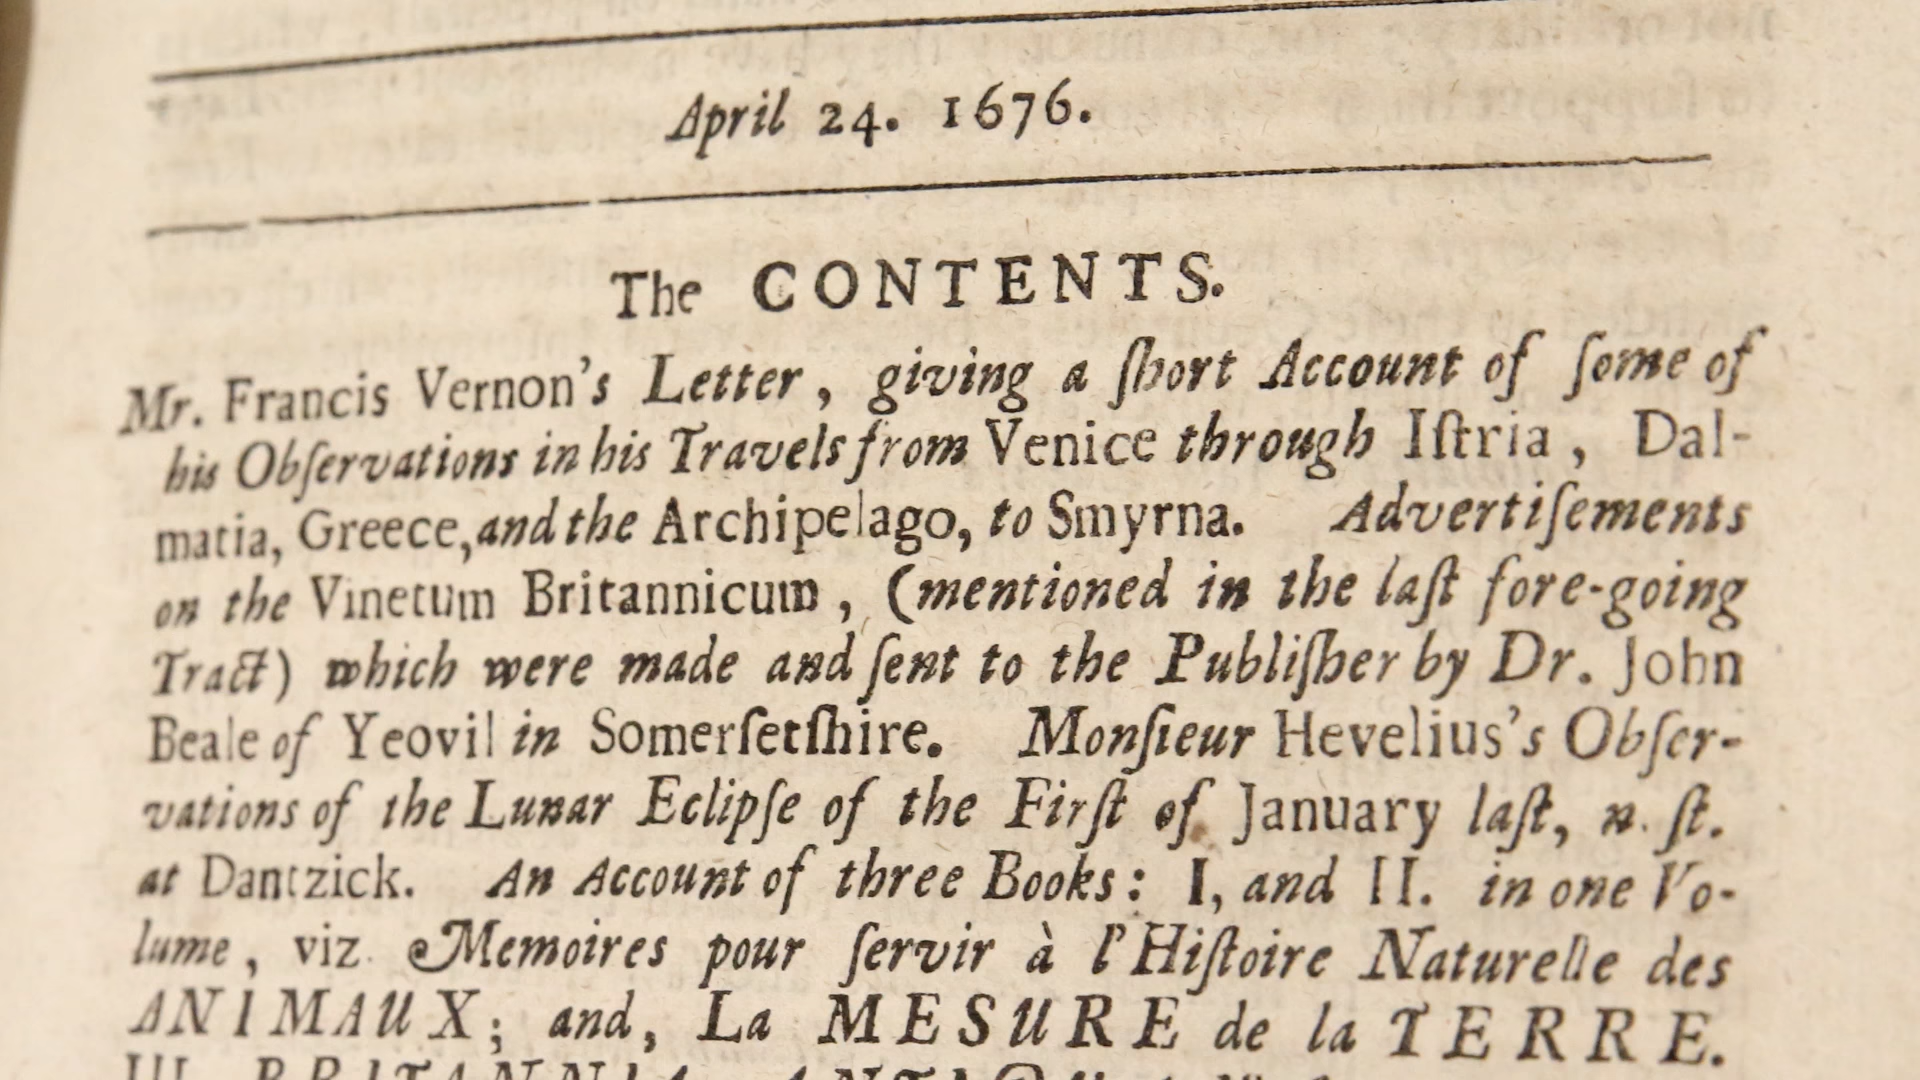 April 24. 1676.
The CONTENTS.
Mr. Francis Vernon's Letter, giving a ſhort Account of ſome of
his Obſervations in his Travels from Venice through Iſtria, Dal-
matia, Greece, and the Archipelago, to Smyrna. Advertiſements
on the Vinetum Britannicum, (mentioned in the laſt fore-going
Tract) which were made and ſent to the Publiſher by Dr. John
Beale of Yeovil in Somerſetſhire. Monſieur Hevelius's Obſer-
vations of the Lunar Eclipſe of the Firſt of January laſt, n. ſt.
at Dantzick. An Account of three Books: I, and II. in one Vo-
lume, viz. Memoires pour ſervir à l'Hiſtoire Naturelle des
ANIMAUX; and, La MESURE de la TERRE.
III. BRITANNIA